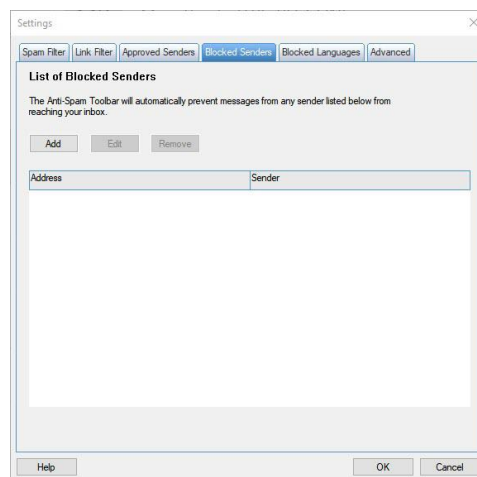 Settings
Spam Filter Link Filter Approved Senders Blocked Senders Blocked Languages Advanced
List of Blocked Senders
The Anti-Spam Toolbar will automatically prevent messages from any sender listed below from
reaching your inbox.
Add Edit Remove
Address Sender
Help OK Cancel